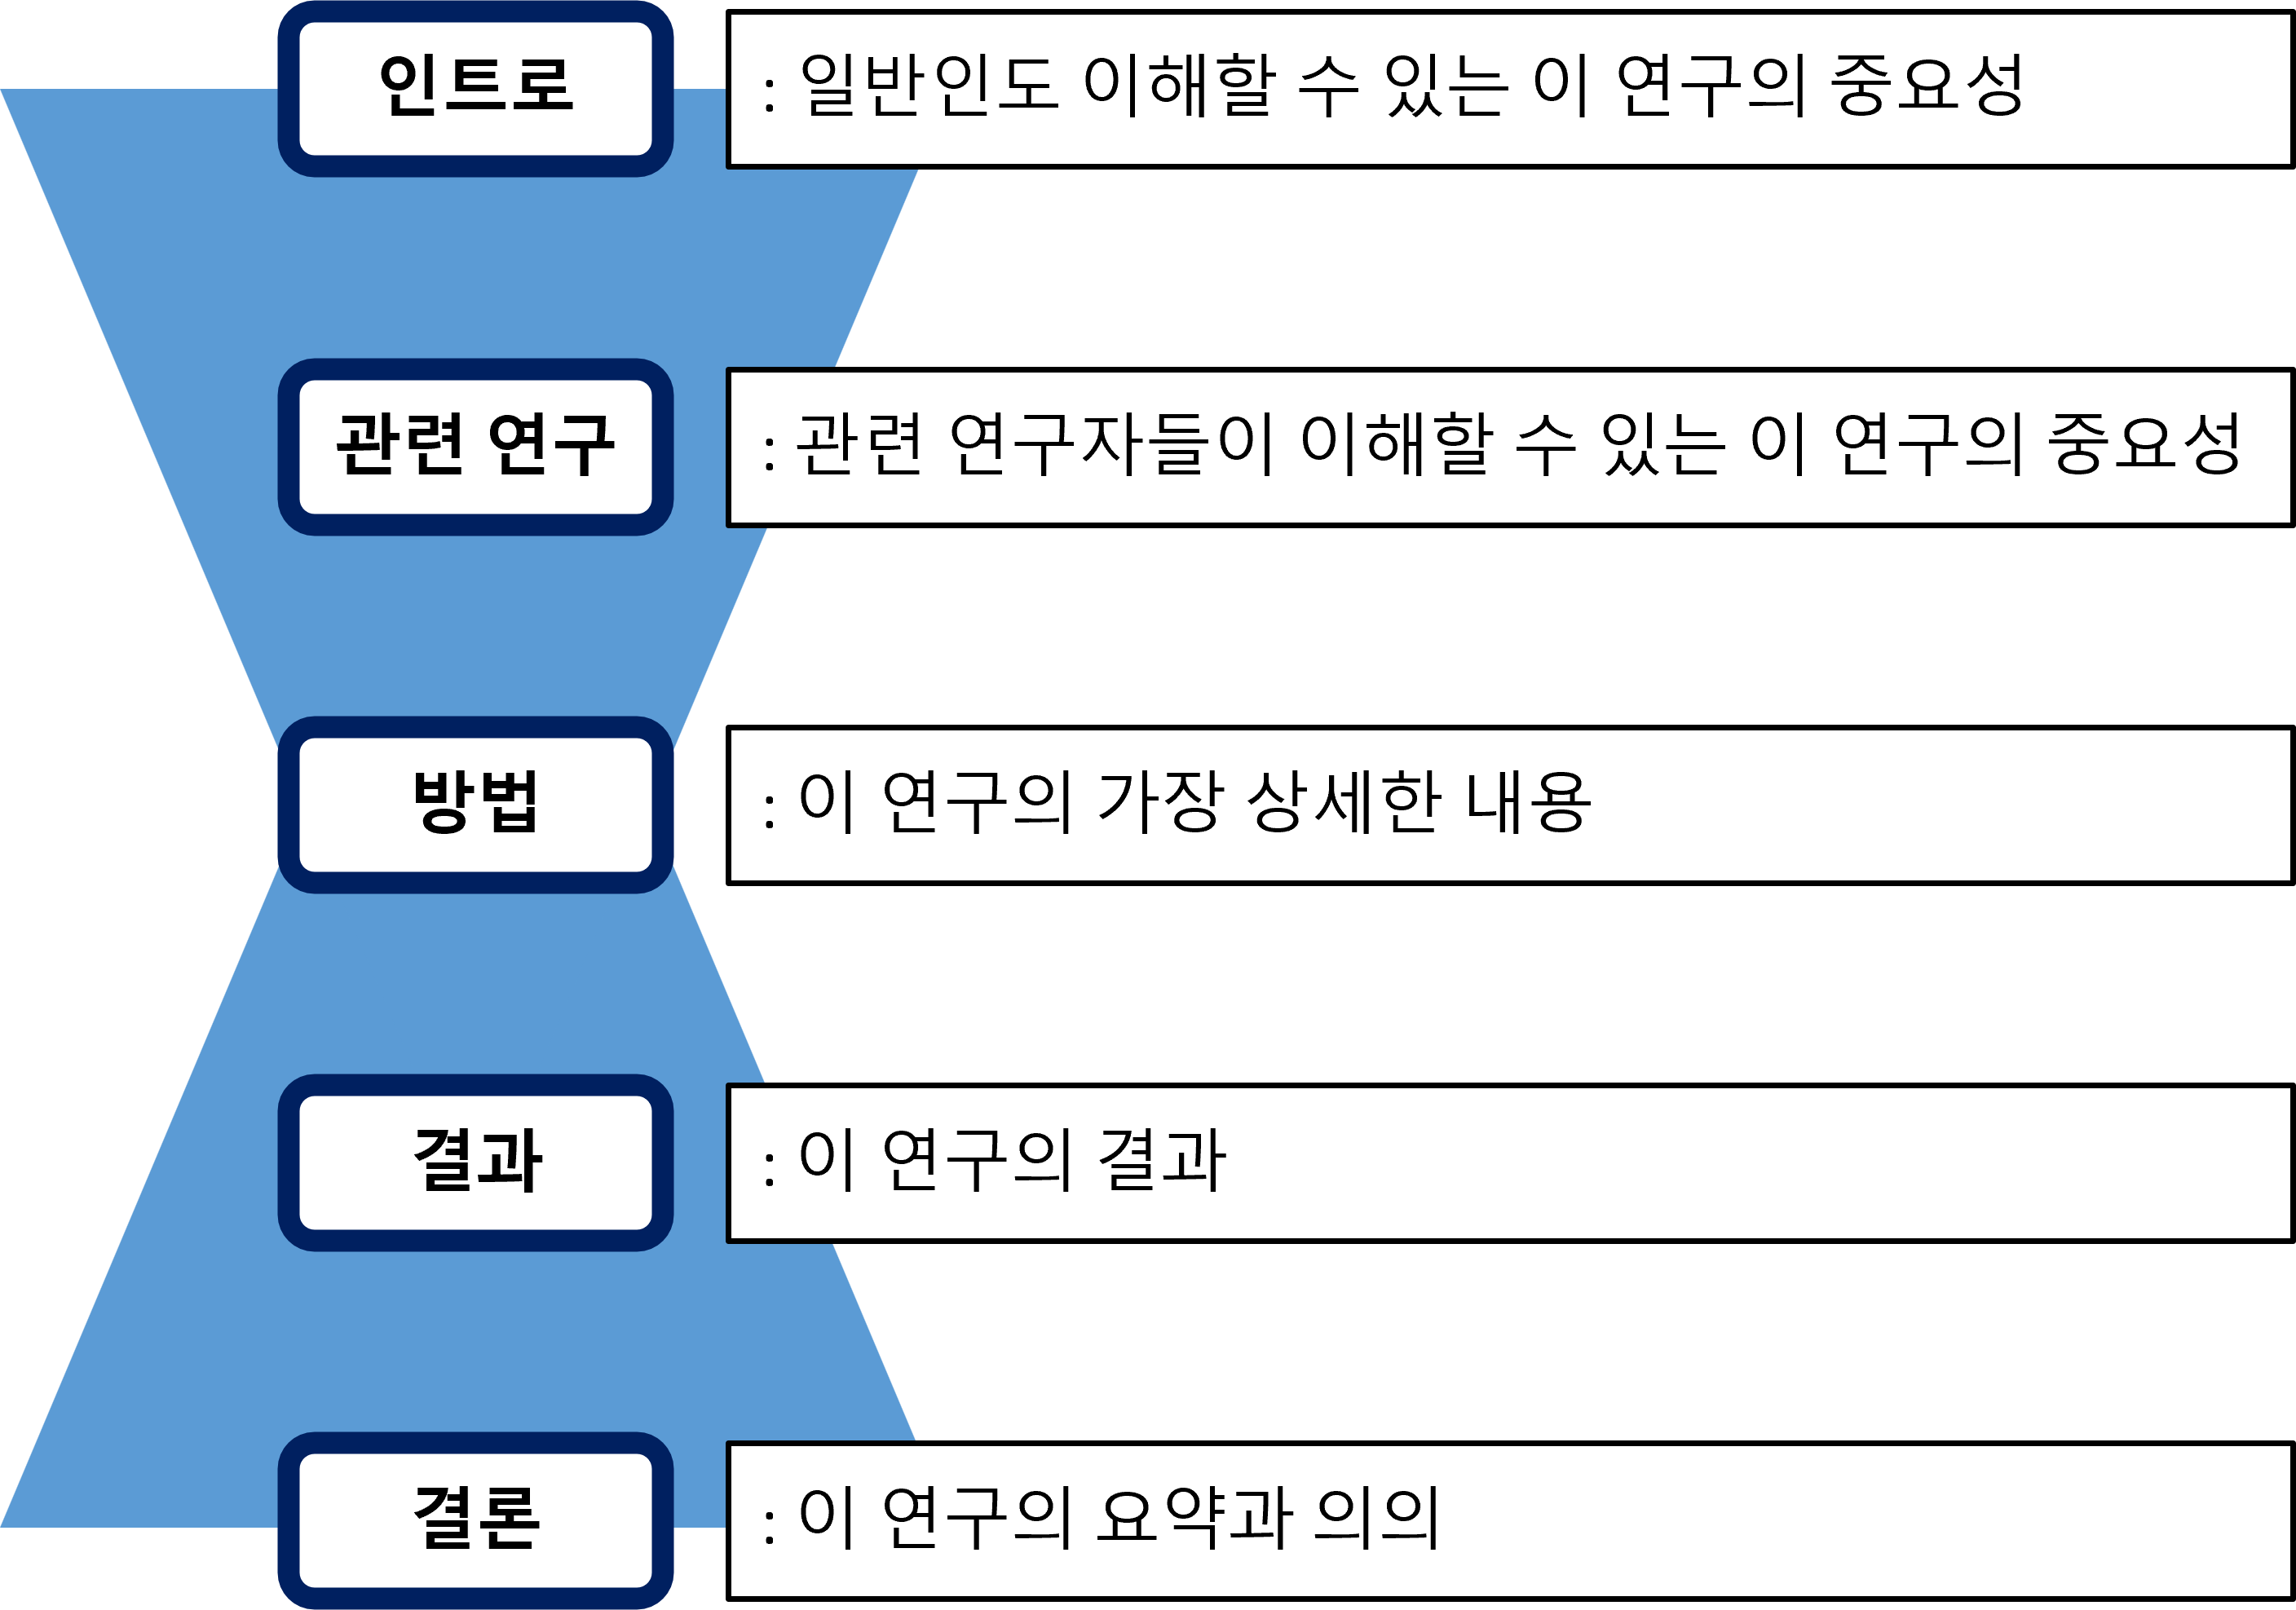 인트로
: 일반인도 이해할 수 있는 이 연구의 중요성
관련 연구
: 관련 연구자들이 이해할 수 있는 이 연구의 중요성
방법
: 이 연구의 가장 상세한 내용
결과
: 이 연구의 결과
결론
: 이 연구의 요약과 의의